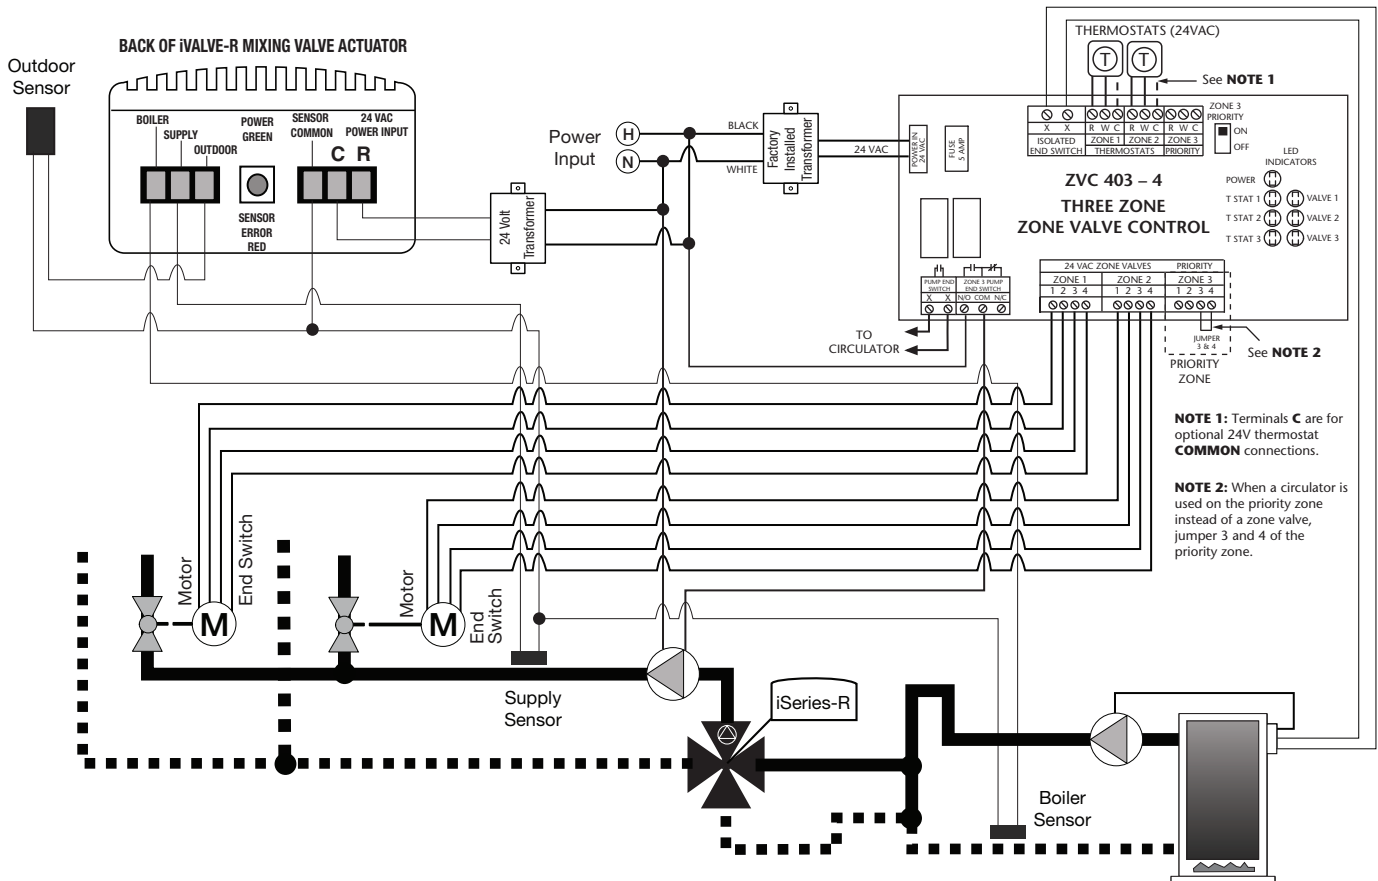 BACK OF iVALVE-R MIXING VALVE ACTUATOR
Outdoor
Sensor
BOILER
SUPPLY
OUTDOOR
POWER
GREEN
SENSOR
COMMON
24 VAC
POWER INPUT
C R
SENSOR
ERROR
RED
24 Volt
Transformer
Power
Input
H
N
BLACK
WHITE
Factory
Installed
Transformer
24 VAC
THERMOSTATS (24VAC)
T
T
See NOTE 1
POWER IN
24 VAC
FUSE
5 AMP
X X R W C R W C R W C
ISOLATED
END SWITCH
ZONE 1 ZONE 2 ZONE 3
THERMOSTATS PRIORITY
ZONE 3
PRIORITY
ON
OFF
LED
INDICATORS
POWER
T STAT 1 VALVE 1
T STAT 2 VALVE 2
T STAT 3 VALVE 3
ZVC 403 – 4
THREE ZONE
ZONE VALVE CONTROL
PUMP END
SWITCH
ZONE 3 PUMP
END SWITCH
X X N/O COM N/C
24 VAC ZONE VALVES PRIORITY
ZONE 1 ZONE 2 ZONE 3
1 2 3 4 1 2 3 4 1 2 3 4
TO
CIRCULATOR
JUMPER
3 & 4
See NOTE 2
PRIORITY
ZONE
NOTE 1: Terminals C are for
optional 24V thermostat
COMMON connections.
NOTE 2: When a circulator is
used on the priority zone
instead of a zone valve,
jumper 3 and 4 of the
priority zone.
Motor
End Switch
M
Motor
End
Switch
M
Supply
Sensor
iSeries-R
Boiler
Sensor